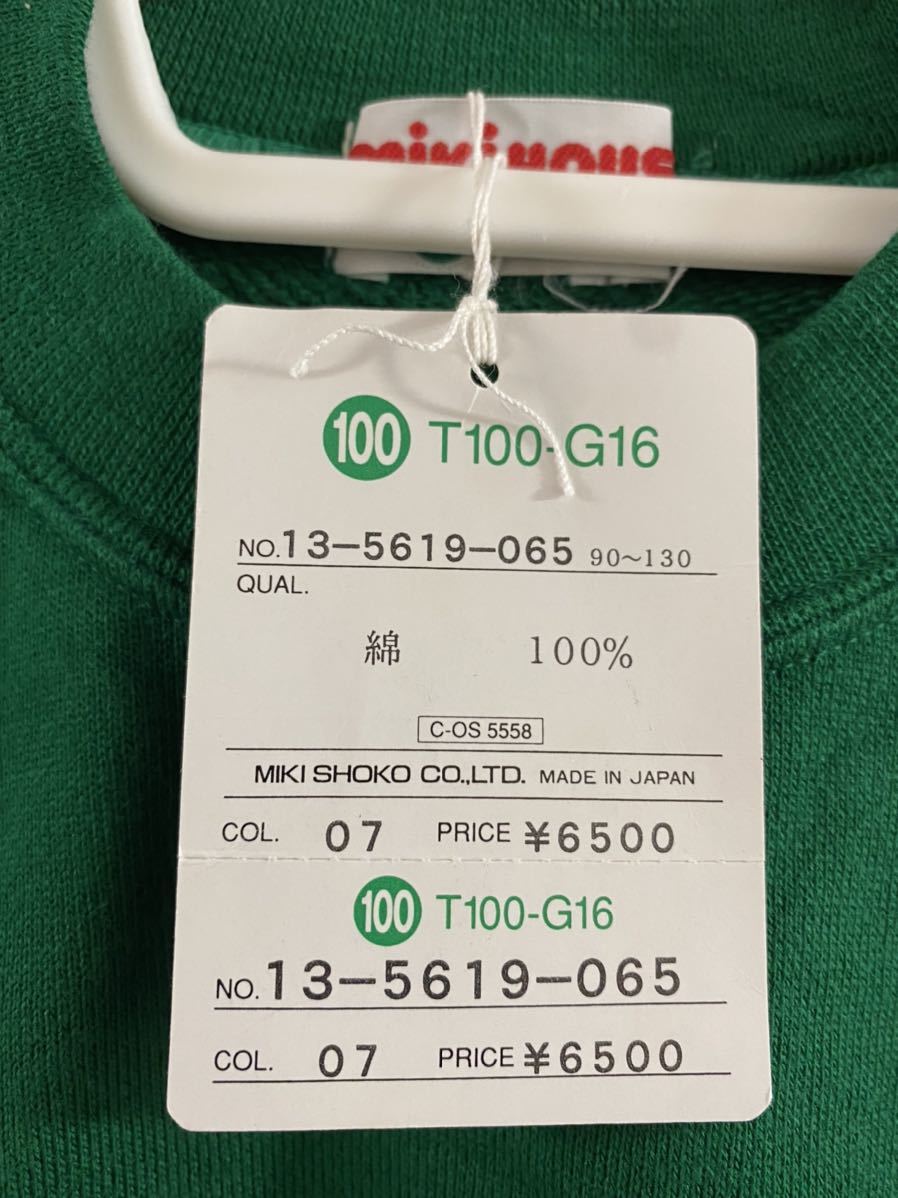 100 T100-G16
NO. 13-5619-065 90~130
QUAL.
綿 100%
C-OS 5558
MIKI SHOKO CO.,LTD. MADE IN JAPAN
COL. 07 PRICE ¥6500
100 T100-G16
NO. 13-5619-065
COL. 07 PRICE ¥6500